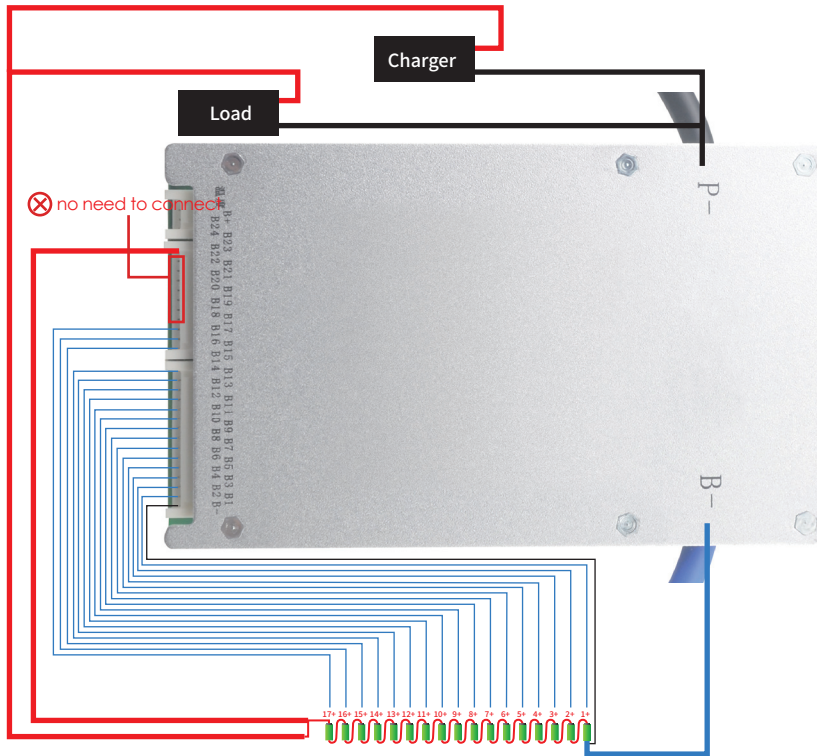 Charger
Load
no need to connect
P-
温度 B24 B22 B20 B18 B16 B14 B12 B10 B8 B6 B4 B2 B-
B+ B23 B21 B19 B17 B15 B13 B11 B9 B7 B5 B3 B1
B-
17+ 16+ 15+ 14+ 13+ 12+ 11+ 10+ 9+ 8+ 7+ 6+ 5+ 4+ 3+ 2+ 1+